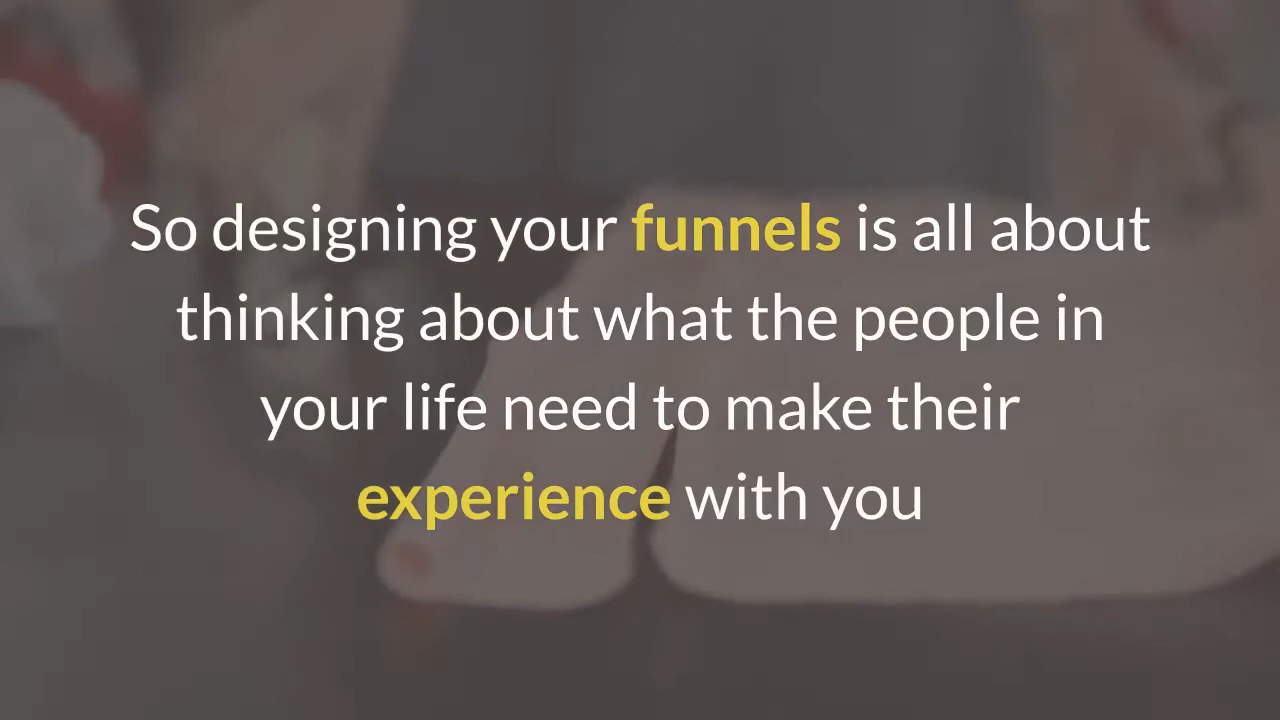 So designing your funnels is all about
thinking about what the people in
your life need to make their
experience with you